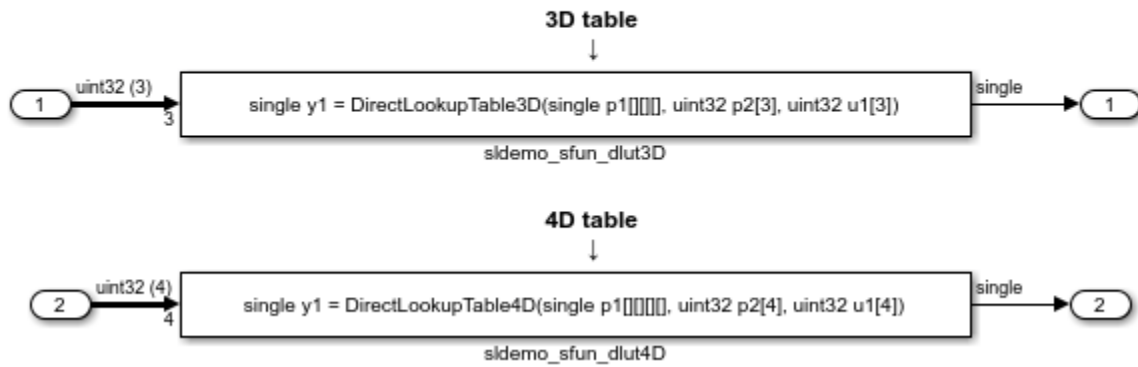 3D table
↓
1
uint32 (3)
3
single y1 = DirectLookupTable3D(single p1[][][], uint32 p2[3], uint32 u1[3])
single
1
sldemo_sfun_dlut3D
4D table
↓
2
uint32 (4)
4
single y1 = DirectLookupTable4D(single p1[][][][], uint32 p2[4], uint32 u1[4])
single
2
sldemo_sfun_dlut4D